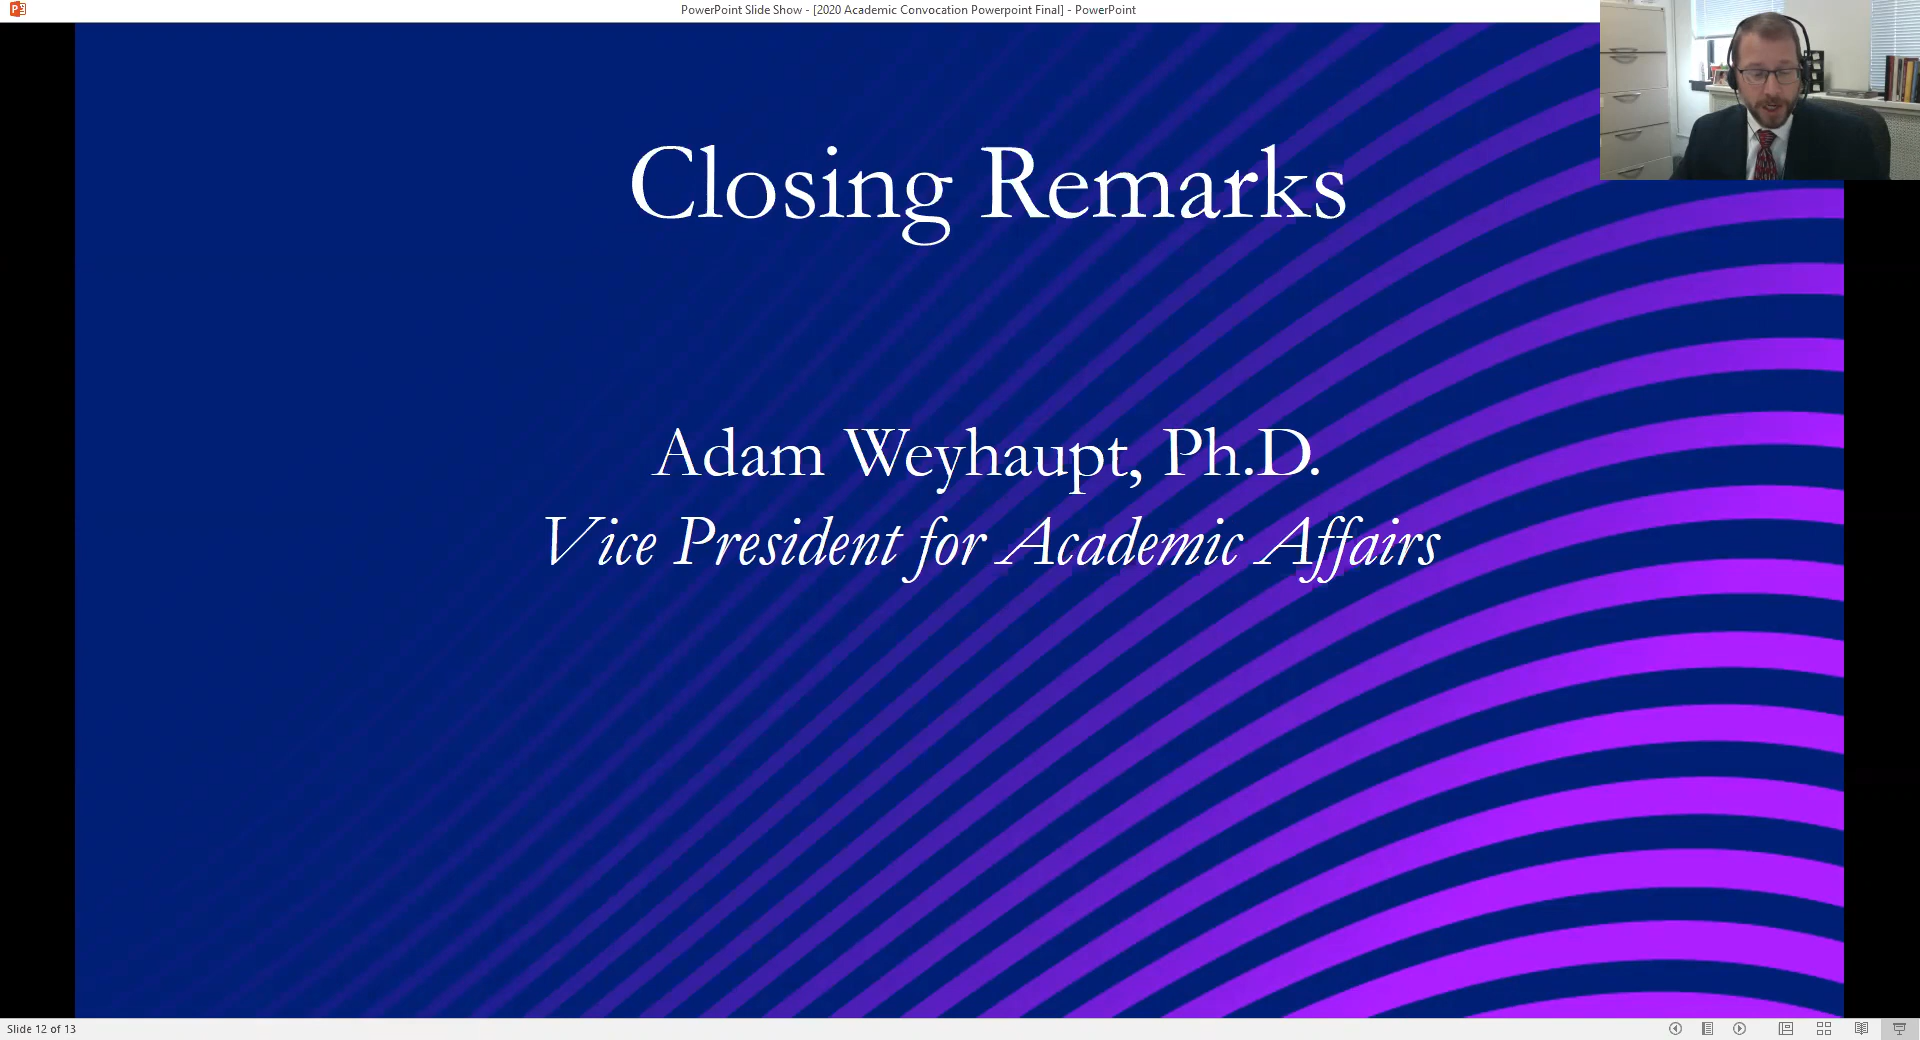 PowerPoint Slide Show - [2020 Academic Convocation Powerpoint Final] - PowerPoint
Closing Remarks
Adam Weyhaupt, Ph.D.
Vice President for Academic Affairs
Slide 12 of 13